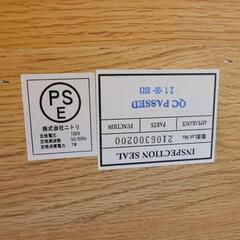 PS
E
株式会社ニトリ
定格電圧 100V
定格周波数 50/60Hz
定格消費電力 7W
INSPECTION SEAL
製造Lot No. 21063000200
APPEARANCE PARTS FUNCTION
QC PASSED